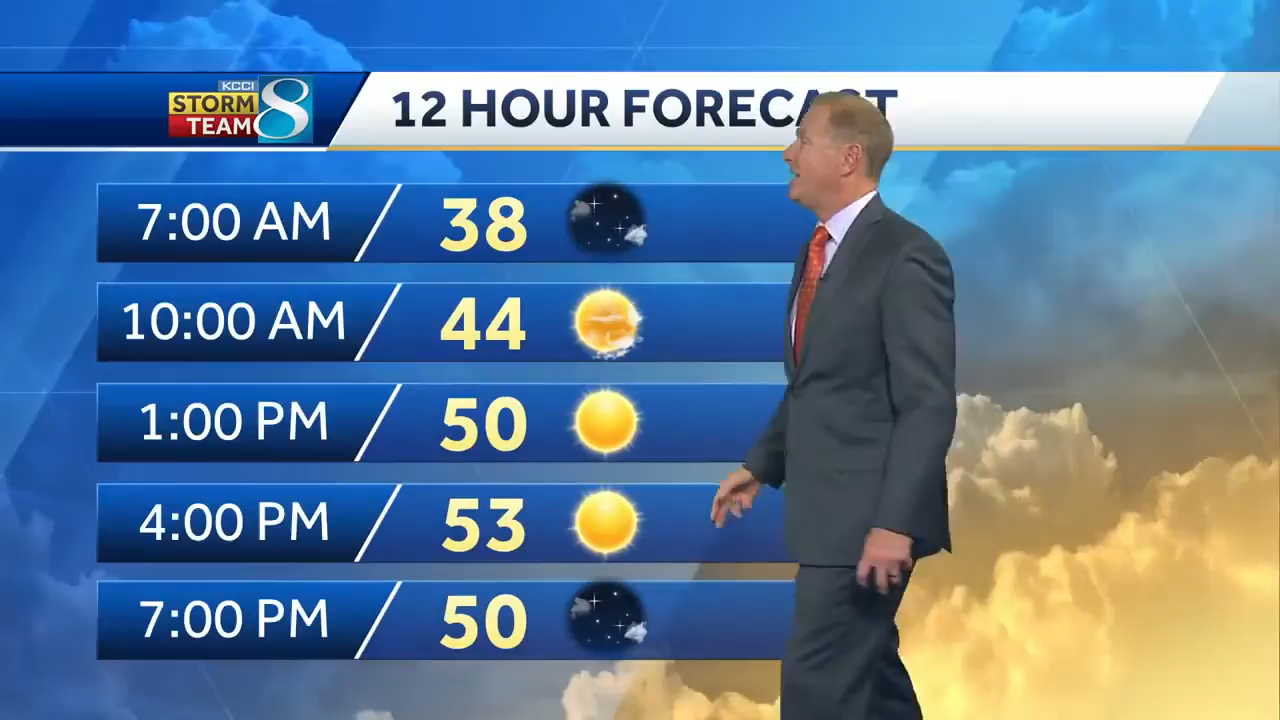 KCCI
STORM
TEAM 8
12 HOUR FORECAST
7:00 AM 38
10:00 AM 44
1:00 PM 50
4:00 PM 53
7:00 PM 50